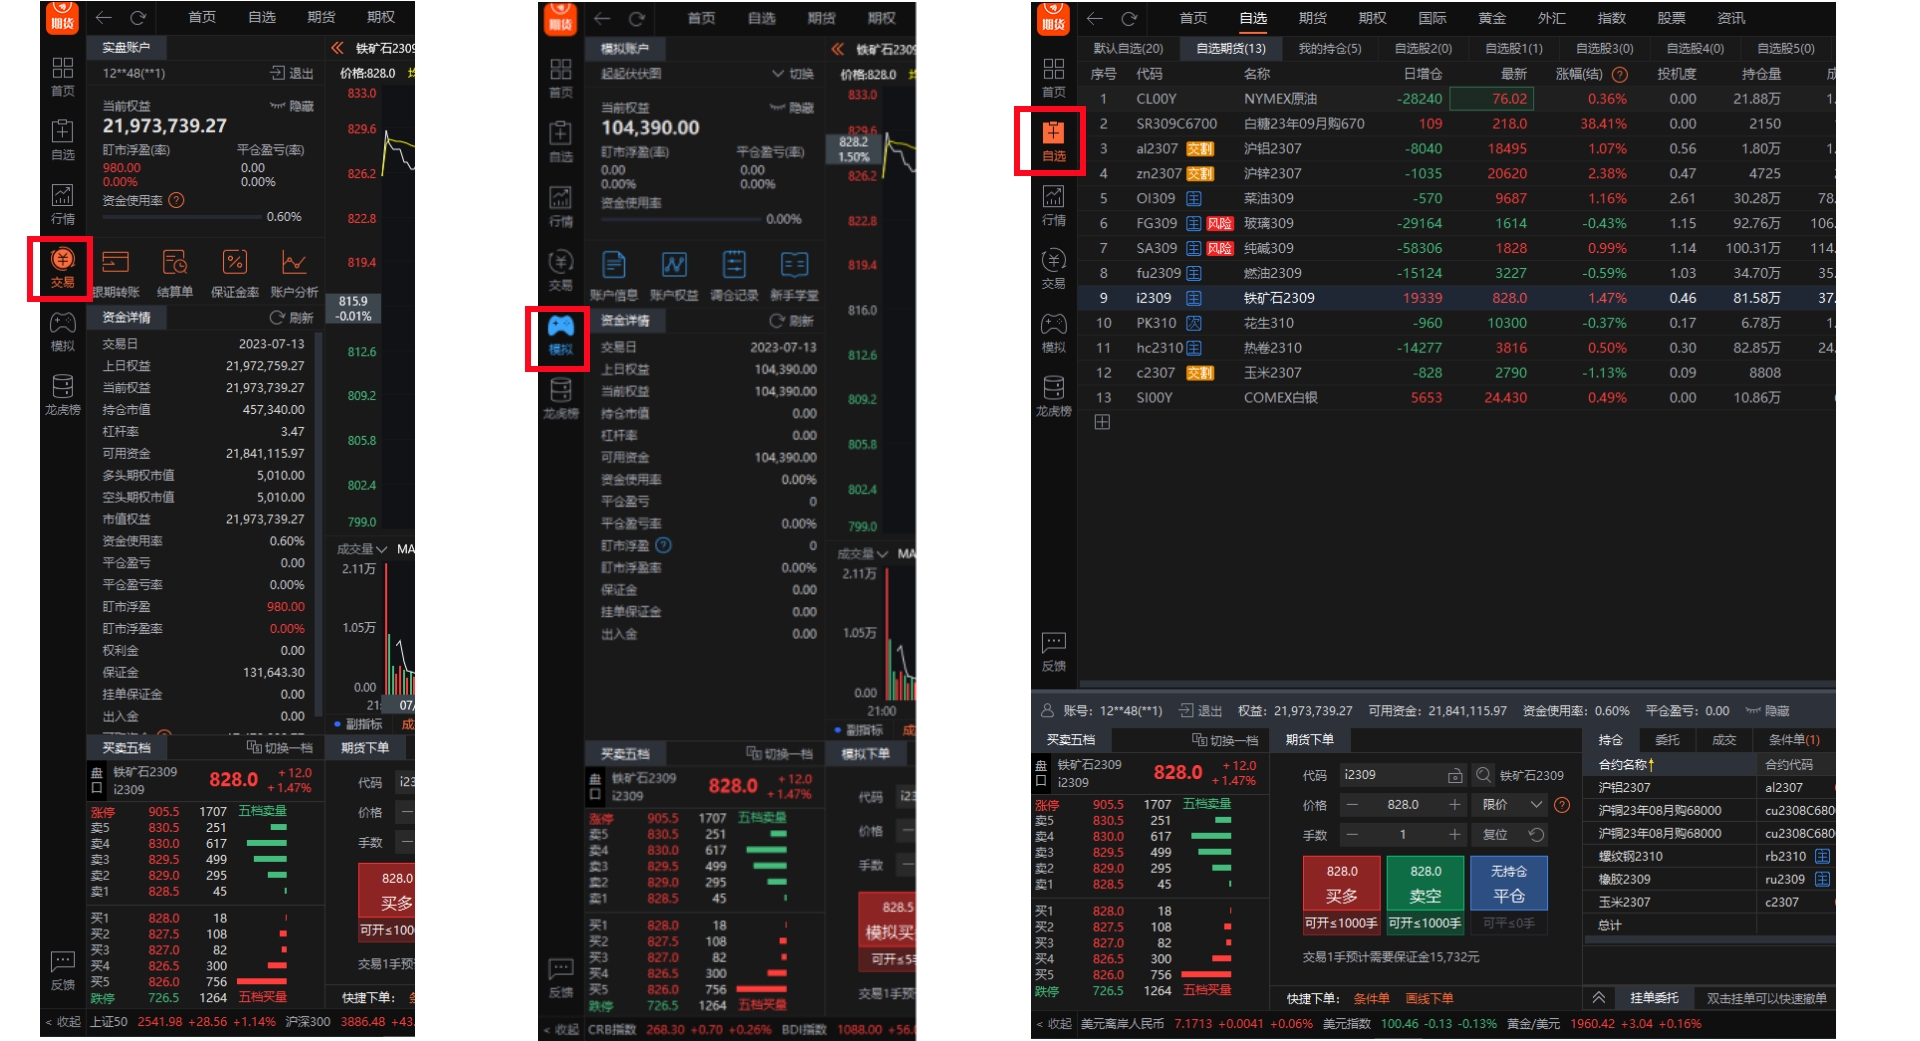 期货
首页
自选
期货
期权
首页
自选
行情
交易
模拟
龙虎榜
反馈
实盘账户
12**48(**1)
退出
当前权益
隐藏
21,973,739.27
盯市浮盈(率)
平仓盈亏(率)
980.00
0.00
0.00%
0.00%
资金使用率
0.60%
银期转账
结算单
保证金率
账户分析
资金详情
刷新
交易日 2023-07-13
上日权益 21,972,759.27
当前权益 21,973,739.27
持仓市值 457,340.00
杠杆率 3.47
可用资金 21,841,115.97
多头期权市值 5,010.00
空头期权市值 5,010.00
市值权益 21,973,739.27
资金使用率 0.60%
平仓盈亏 0.00
平仓盈亏率 0.00%
盯市浮盈 980.00
盯市浮盈率 0.00%
权利金 0.00
保证金 131,643.30
挂单保证金 0.00
出入金 0.00
铁矿石2309
价格:828.0
833.0
829.6
826.2
822.8
819.4
815.9
-0.01%
812.6
809.2
805.8
802.4
799.0
成交量
MA
2.11万
1.05万
0.00
21:
07/
副指标
买卖五档
切换一档
期货下单
盘口
铁矿石2309
i2309
828.0
+12.0
+1.47%
涨停 905.5 1707 五档卖量
卖5 830.5 251
卖4 830.0 617
卖3 829.5 499
卖2 829.0 295
卖1 828.5 45
买1 828.0 18
买2 827.5 108
买3 827.0 82
买4 826.5 300
买5 826.0 756
跌停 726.5 1264 五档买量
代码 i23
价格
手数
828.0
买多
可开≤100
交易1手预
快捷下单:
< 收起 上证50 2541.98 +28.56 +1.14% 沪深300 3886.48 +43.
期货
首页
自选
期货
期权
首页
自选
行情
交易
模拟
龙虎榜
反馈
模拟账户
起起伏伏图
切换
当前权益
隐藏
104,390.00
盯市浮盈(率)
平仓盈亏(率)
0.00
0.00
0.00%
0.00%
资金使用率
0.00%
账户信息
账户权益
调仓记录
新手学堂
资金详情
刷新
交易日 2023-07-13
上日权益 104,390.00
当前权益 104,390.00
持仓市值 0.00
杠杆率 0.00
可用资金 104,390.00
资金使用率 0.00%
平仓盈亏 0
平仓盈亏率 0.00%
盯市浮盈 0
盯市浮盈率 0.00%
保证金 0.00
挂单保证金 0.00
出入金 0.00
铁矿石2309
价格:828.0
833.0
829.6
828.2
1.50%
826.2
822.8
819.4
816.0
812.6
809.2
805.8
802.4
799.0
成交量
MA
2.11万
1.05万
0.00
21:00
副指标
买卖五档
切换一档
模拟下单
盘口
铁矿石2309
i2309
828.0
+12.0
+1.47%
涨停 905.5 1707 五档卖量
卖5 830.5 251
卖4 830.0 617
卖3 829.5 499
卖2 829.0 295
卖1 828.5 45
买1 828.0 18
买2 827.5 108
买3 827.0 82
买4 826.5 300
买5 826.0 756
跌停 726.5 1264 五档买量
代码 i23
价格
手数
828.5
模拟买
可开≤5
交易1手预
< 收起 CRB指数 268.30 +0.70 +0.26% BDI指数 1088.00 +56.
期货
首页 自选 期货 期权 国际 黄金 外汇 指数 股票 资讯
首页
自选
行情
交易
模拟
龙虎榜
反馈
默认自选(20) 自选期货(13) 我的持仓(5) 自选股2(0) 自选股1(1) 自选股3(0) 自选股4(0) 自选股5(0)
序号 代码 名称 日增仓 最新 涨幅(结) 投机度 持仓量
1 CL00Y NYMEX原油 -28240 76.02 0.36% 0.00 21.88万 1.
2 SR309C6700 白糖23年09月购670 109 218.0 38.41% 0.00 2150
3 al2307 交割 沪铝2307 -8040 18495 1.07% 0.56 1.80万 1.
4 zn2307 交割 沪锌2307 -1035 20620 2.38% 0.47 4725
5 OI309 主 菜油309 -570 9687 1.16% 2.61 30.28万 78.
6 FG309 主 风险 玻璃309 -29164 1614 -0.43% 1.15 92.76万 106.
7 SA309 主 风险 纯碱309 -58306 1828 0.99% 1.14 100.31万 114.
8 fu2309 主 燃油2309 -15124 3227 -0.59% 1.03 34.70万 35.
9 i2309 主 铁矿石2309 19339 828.0 1.47% 0.46 81.58万 37.
10 PK310 次 花生310 -960 10300 -0.37% 0.17 6.78万 1.
11 hc2310 主 热卷2310 -14277 3816 0.50% 0.30 82.85万 24.
12 c2307 交割 玉米2307 -828 2790 -1.13% 0.09 8808
13 SI00Y COMEX白银 5653 24.430 0.49% 0.00 10.86万
账号: 12**48(**1) 退出 权益: 21,973,739.27 可用资金: 21,841,115.97 资金使用率: 0.60% 平仓盈亏: 0.00 隐藏
买卖五档
切换一档
期货下单
盘口
铁矿石2309
i2309
828.0
+12.0
+1.47%
涨停 905.5 1707 五档卖量
卖5 830.5 251
卖4 830.0 617
卖3 829.5 499
卖2 829.0 295
卖1 828.5 45
买1 828.0 18
买2 827.5 108
买3 827.0 82
买4 826.5 300
买5 826.0 756
跌停 726.5 1264 五档买量
代码 i2309 铁矿石2309
价格 828.0 限价
手数 1 复位
828.0
买多
可开≤1000手
828.0
卖空
可开≤1000手
无持仓
平仓
可平≤0手
交易1手预计需要保证金15,732元
快捷下单: 条件单 画线下单
持仓 委托 成交 条件单(1)
合约名称↑ 合约代码
沪铝2307 al2307
沪铜23年08月购68000 cu2308C680
沪铜23年08月购68000 cu2308C680
螺纹钢2310 rb2310 主
橡胶2309 ru2309 主
玉米2307 c2307
总计
挂单委托 双击挂单可以快速撤单
< 收起 美元离岸人民币 7.1713 +0.0041 +0.06% 美元指数 100.46 -0.13 -0.13% 黄金/美元 1960.42 +3.04 +0.16%